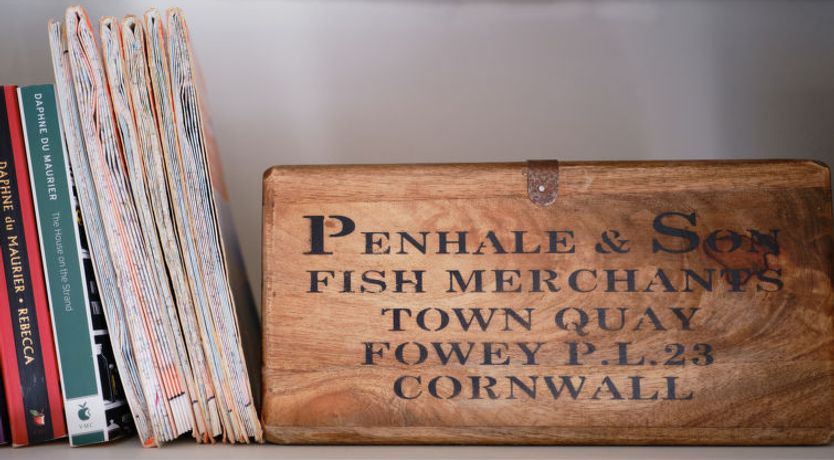 DAPHNE DU MAURIER • REBECCA
DAPHNE DU MAURIER The House on the Strand
VMC
PENHALE & SON
FISH MERCHANTS
TOWN QUAY
FOWEY P.L.23
CORNWALL